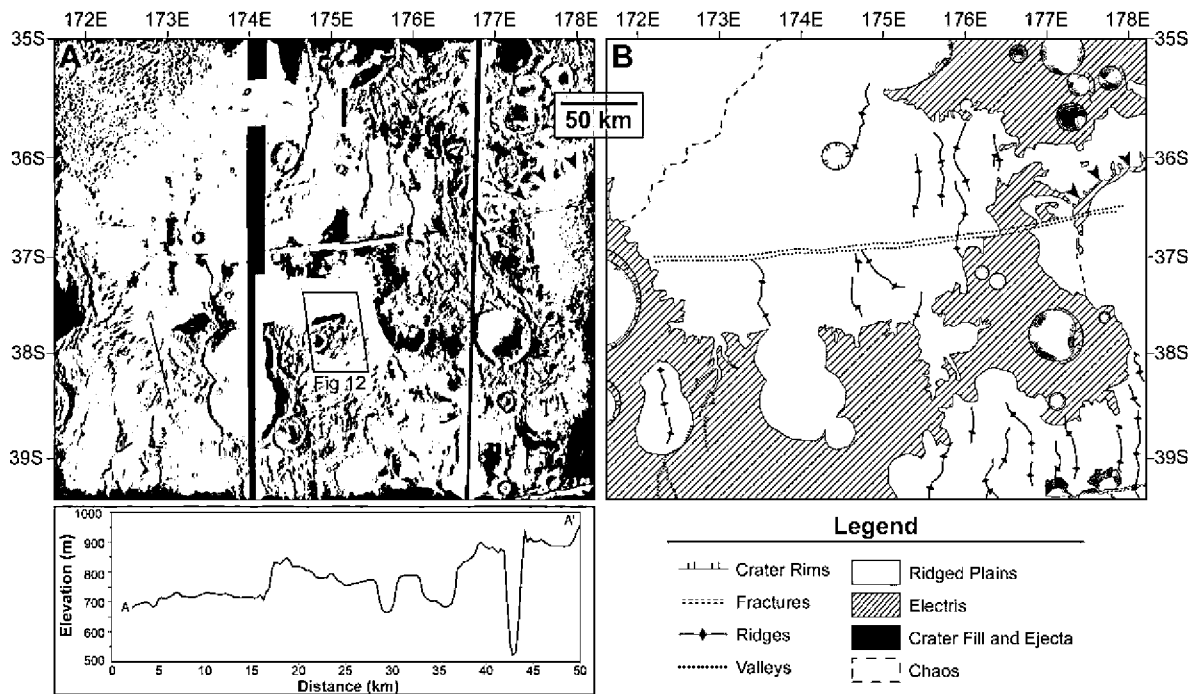 172E 173E 174E 175E 176E 177E 178E 172E 173E 174E 175E 176E 177E 178E
35S A B 35S
50 km
36S 36S
37S 37S
A
38S 38S
Fig 12
39S 39S
1000 A'
900
800
700 A
600
500
Elevation (m)
0 5 10 15 20 25 30 35 40 45 50
Distance (km)
Legend
Crater Rims Ridged Plains
Fractures Electris
Ridges Crater Fill and Ejecta
Valleys Chaos